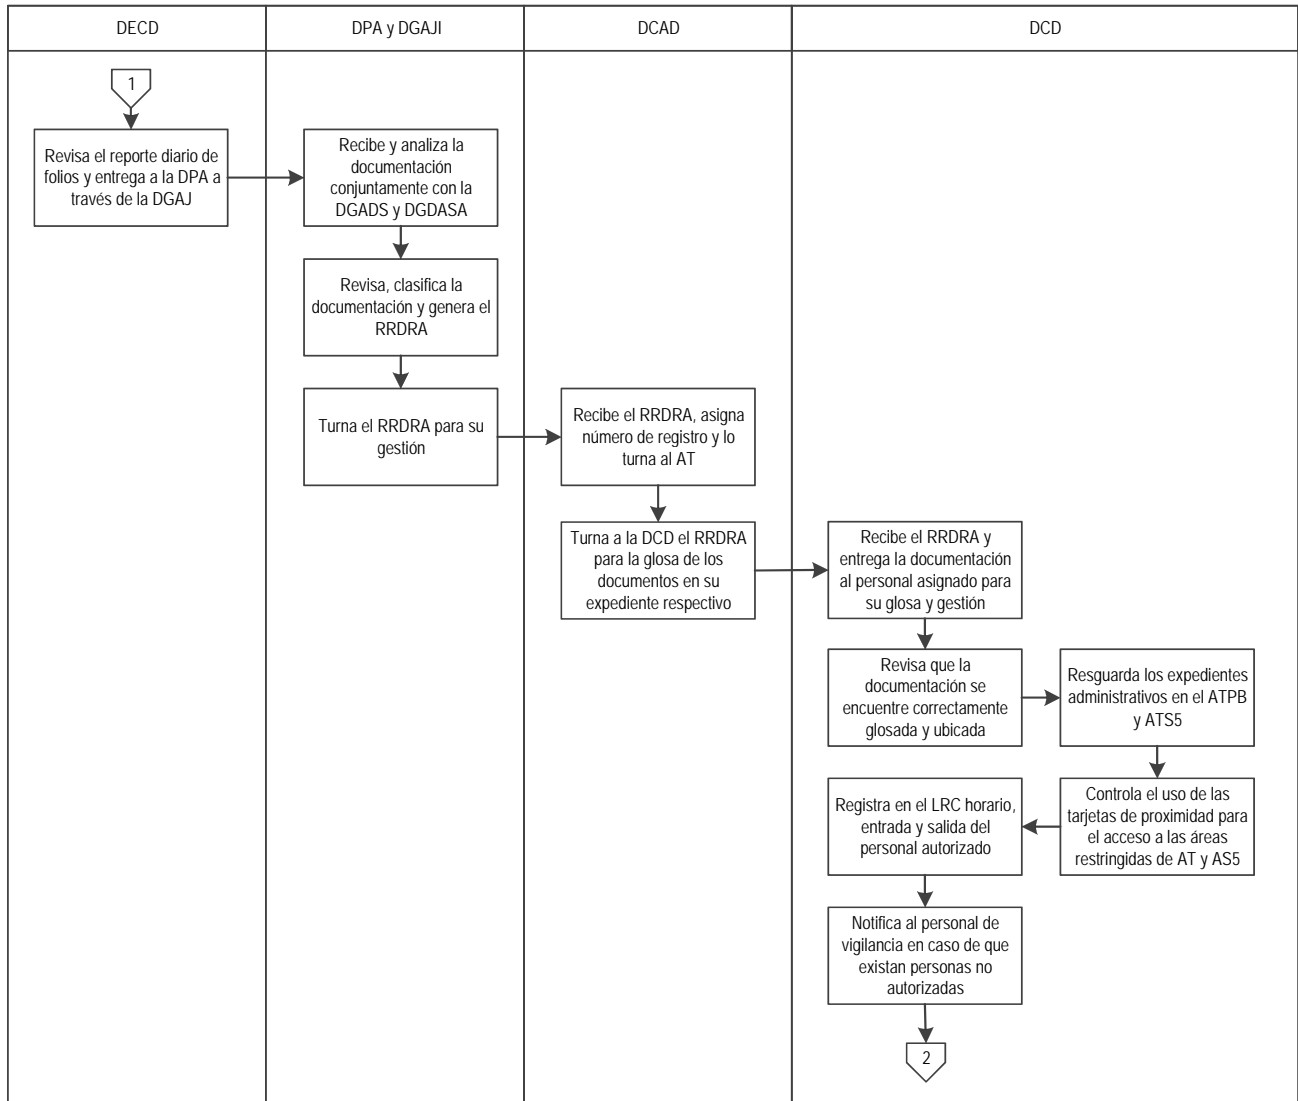 DECD
DPA y DGAJI
DCAD
DCD
1
Revisa el reporte diario de
folios y entrega a la DPA a
través de la DGAJ
Recibe y analiza la
documentación
conjuntamente con la
DGADS y DGDASA
Revisa, clasifica la
documentación y genera el
RRDRA
Turna el RRDRA para su
gestión
Recibe el RRDRA, asigna
número de registro y lo
turna al AT
Turna a la DCD el RRDRA
para la glosa de los
documentos en su
expediente respectivo
Recibe el RRDRA y
entrega la documentación
al personal asignado para
su glosa y gestión
Revisa que la
documentación se
encuentre correctamente
glosada y ubicada
Resguarda los expedientes
administrativos en el ATPB
y ATS5
Controla el uso de las
tarjetas de proximidad para
el acceso a las áreas
restringidas de AT y AS5
Registra en el LRC horario,
entrada y salida del
personal autorizado
Notifica al personal de
vigilancia en caso de que
existan personas no
autorizadas
2